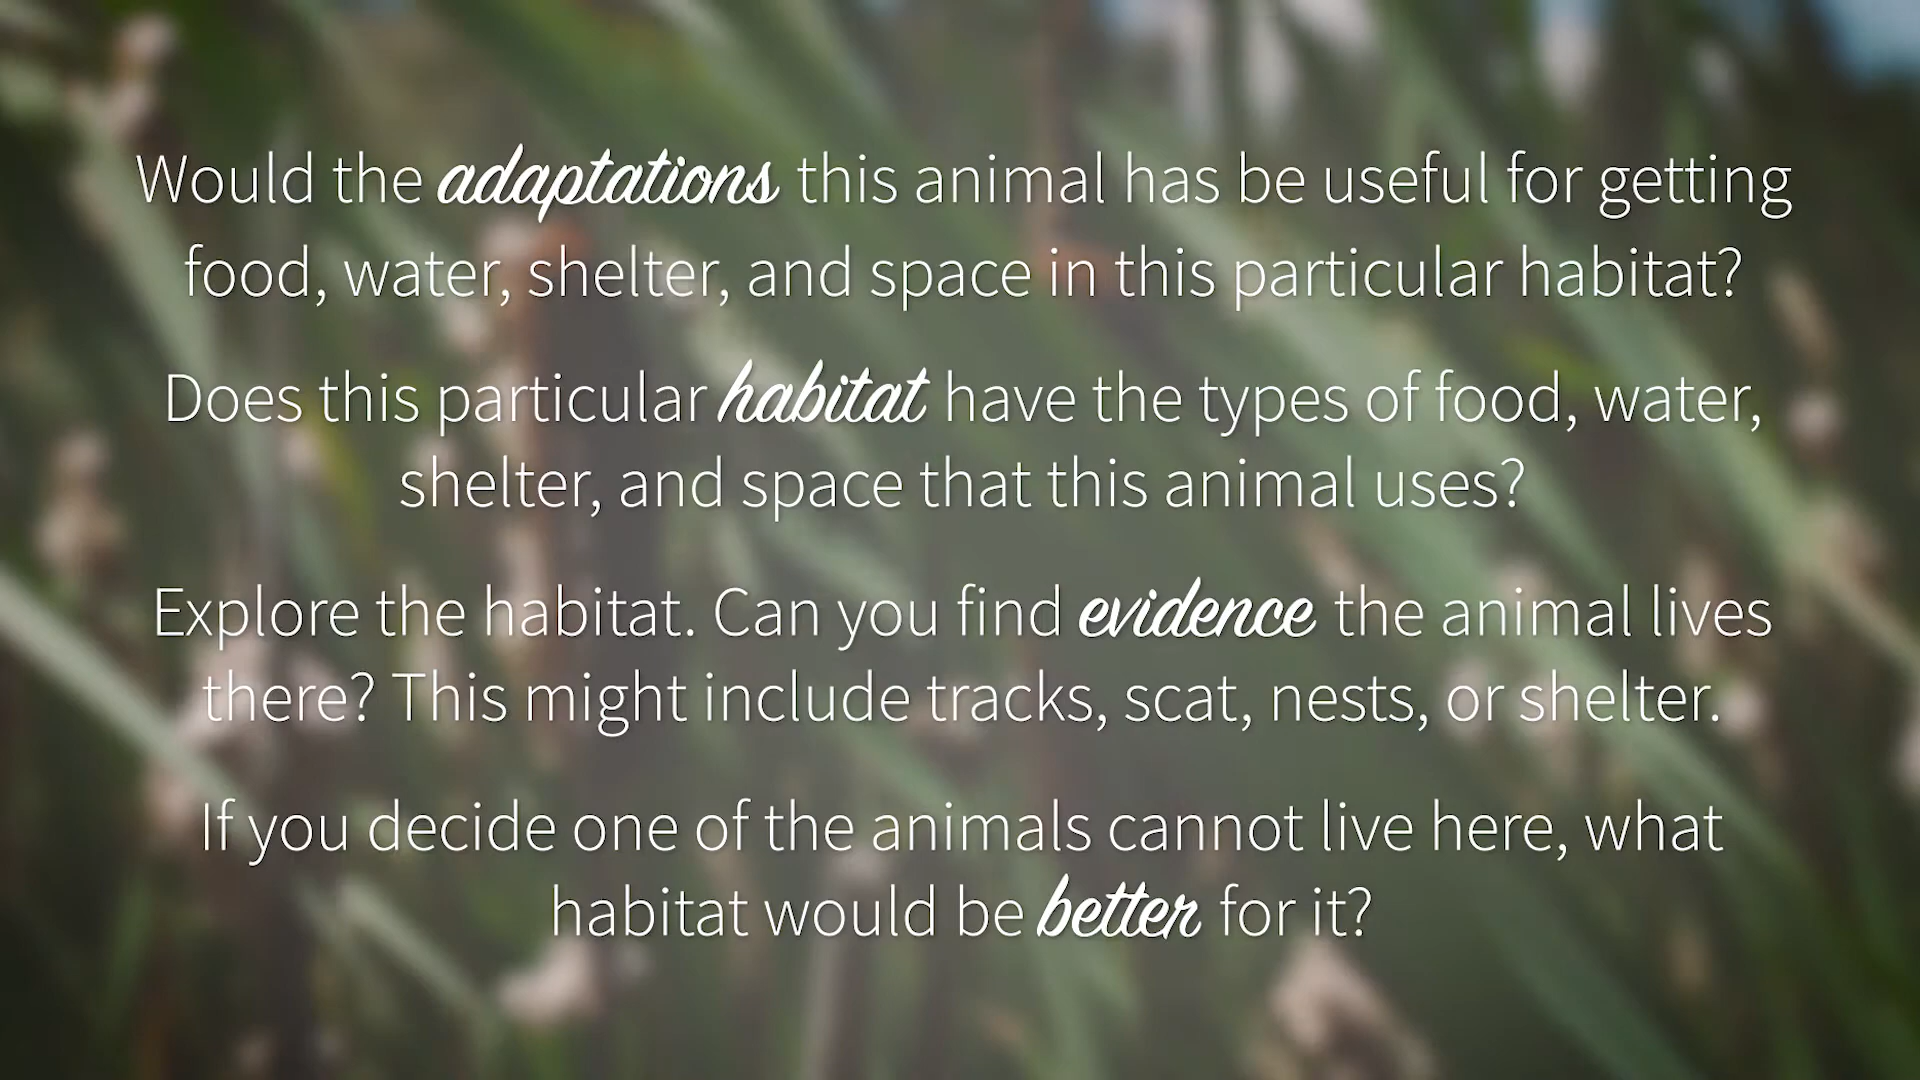 Would the adaptations this animal has be useful for getting
food, water, shelter, and space in this particular habitat?
Does this particular habitat have the types of food, water,
shelter, and space that this animal uses?
Explore the habitat. Can you find evidence the animal lives
there? This might include tracks, scat, nests, or shelter.
If you decide one of the animals cannot live here, what
habitat would be better for it?